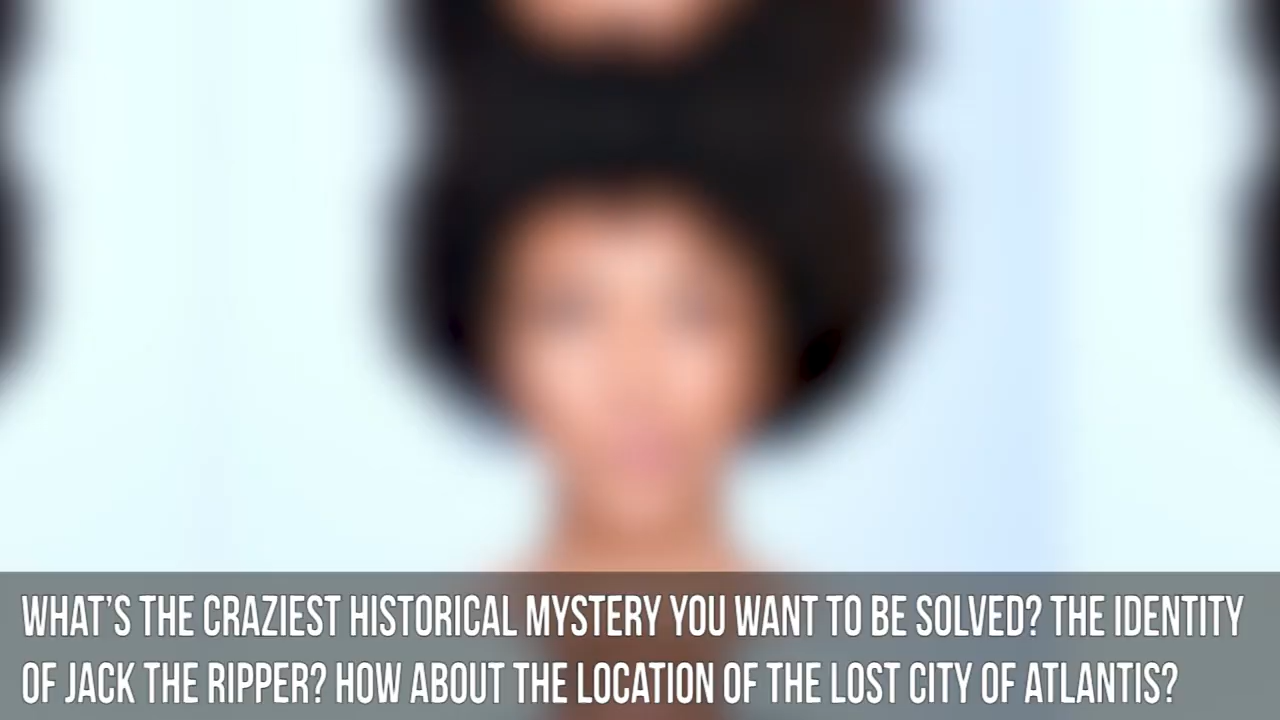 WHAT’S THE CRAZIEST HISTORICAL MYSTERY YOU WANT TO BE SOLVED? THE IDENTITY
OF JACK THE RIPPER? HOW ABOUT THE LOCATION OF THE LOST CITY OF ATLANTIS?